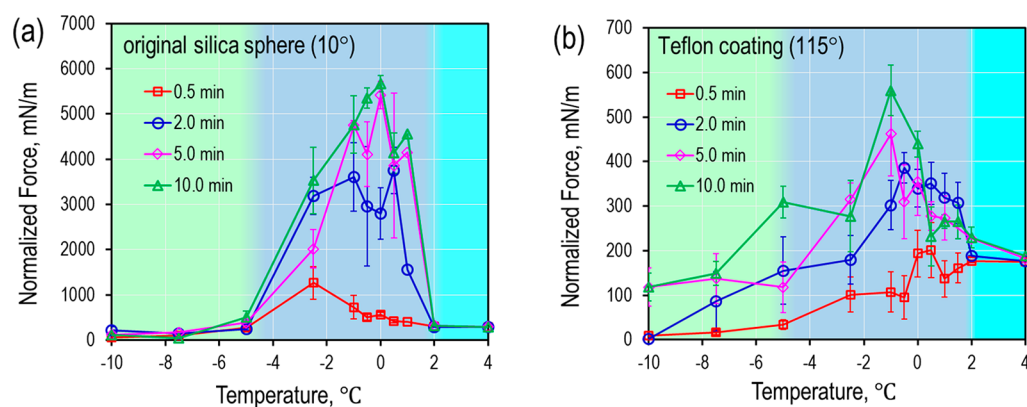 (a)
original silica sphere (10°)
0.5 min
2.0 min
5.0 min
10.0 min
Normalized Force, mN/m
7000
6000
5000
4000
3000
2000
1000
0
-10
-8
-6
-4
-2
0
2
4
Temperature, °C
(b)
Teflon coating (115°)
0.5 min
2.0 min
5.0 min
10.0 min
Normalized Force, mN/m
700
600
500
400
300
200
100
0
-10
-8
-6
-4
-2
0
2
4
Temperature, °C